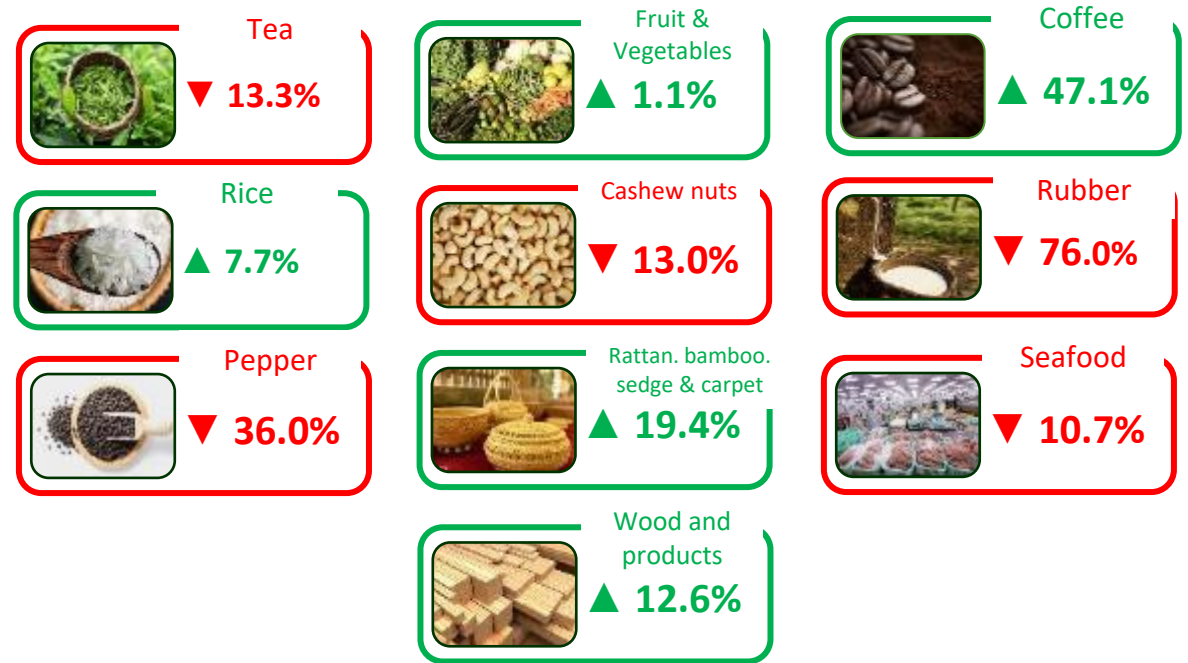 Tea
▼ 13.3%
Fruit &
Vegetables
▲ 1.1%
Coffee
▲ 47.1%
Rice
▲ 7.7%
Cashew nuts
▼ 13.0%
Rubber
▼ 76.0%
Pepper
▼ 36.0%
Rattan. bamboo.
sedge & carpet
▲ 19.4%
Seafood
▼ 10.7%
Wood and
products
▲ 12.6%